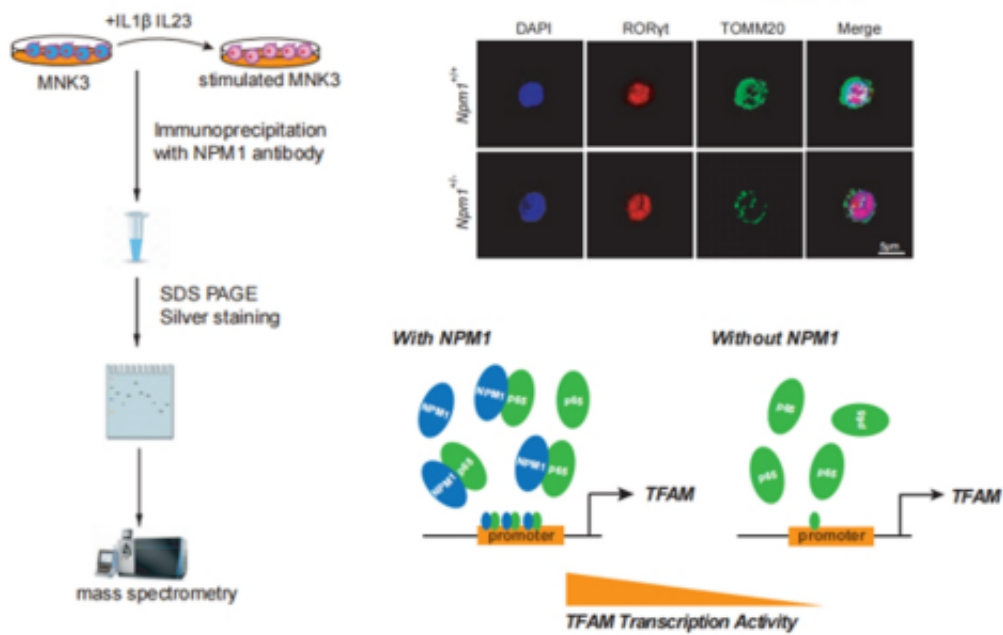 +IL1β IL23
MNK3
stimulated MNK3
Immunoprecipitation
with NPM1 antibody
SDS PAGE
Silver staining
mass spectrometry
DAPI RORγt TOMM20 Merge
Npm1+/+
Npm1+/-
5μm
With NPM1
NPM1
NPM1
p65
p65
NPM1
p65
NPM1
p65
promoter
TFAM
Without NPM1
p65
p65
p65
p65
promoter
TFAM
TFAM Transcription Activity